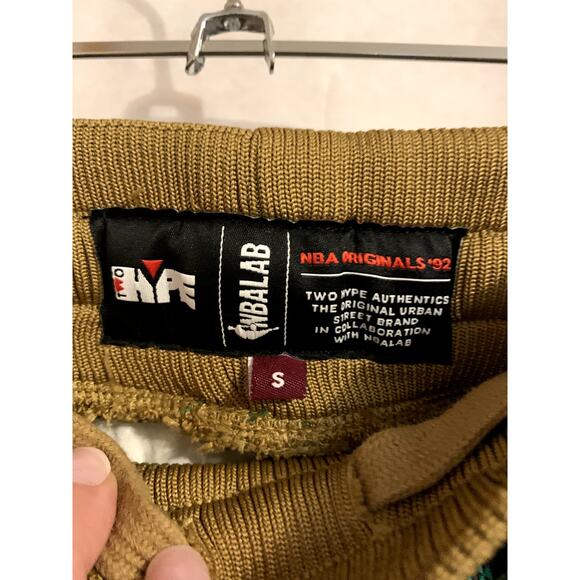 TWO
HYPE
NBALAB
NBA ORIGINALS '92
TWO HYPE AUTHENTICS
THE ORIGINAL URBAN
STREET BRAND
IN COLLABORATION
WITH NBALAB
S